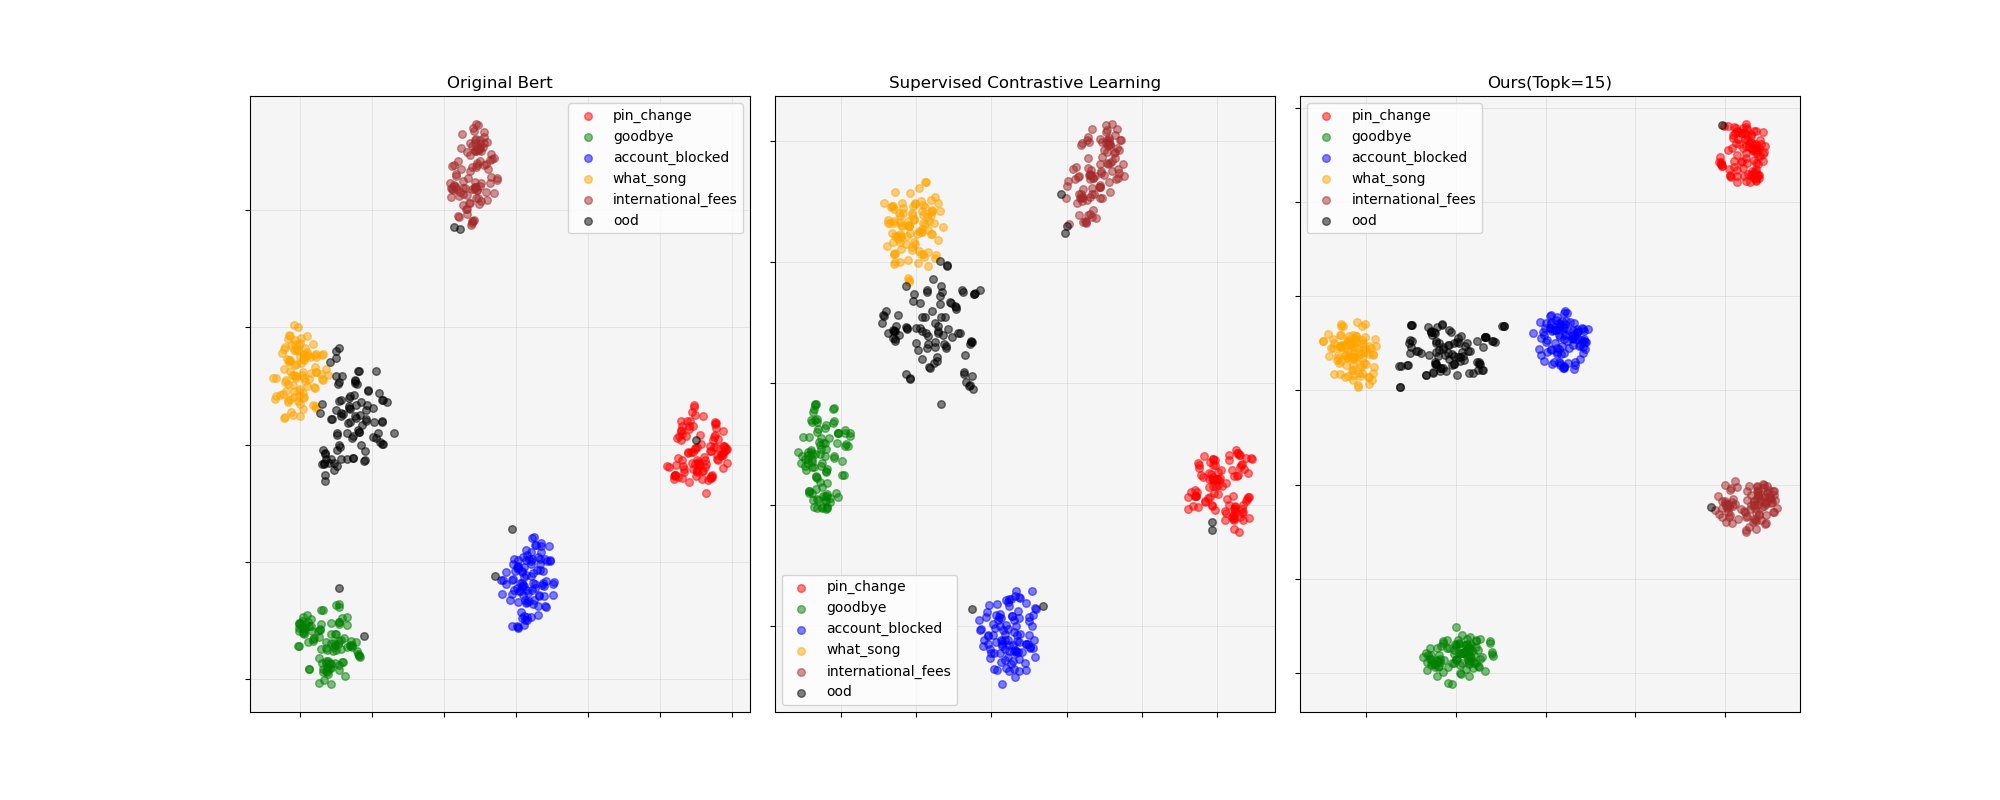 Original Bert
pin_change
goodbye
account_blocked
what_song
international_fees
ood
Supervised Contrastive Learning
pin_change
goodbye
account_blocked
what_song
international_fees
ood
Ours(Topk=15)
pin_change
goodbye
account_blocked
what_song
international_fees
ood